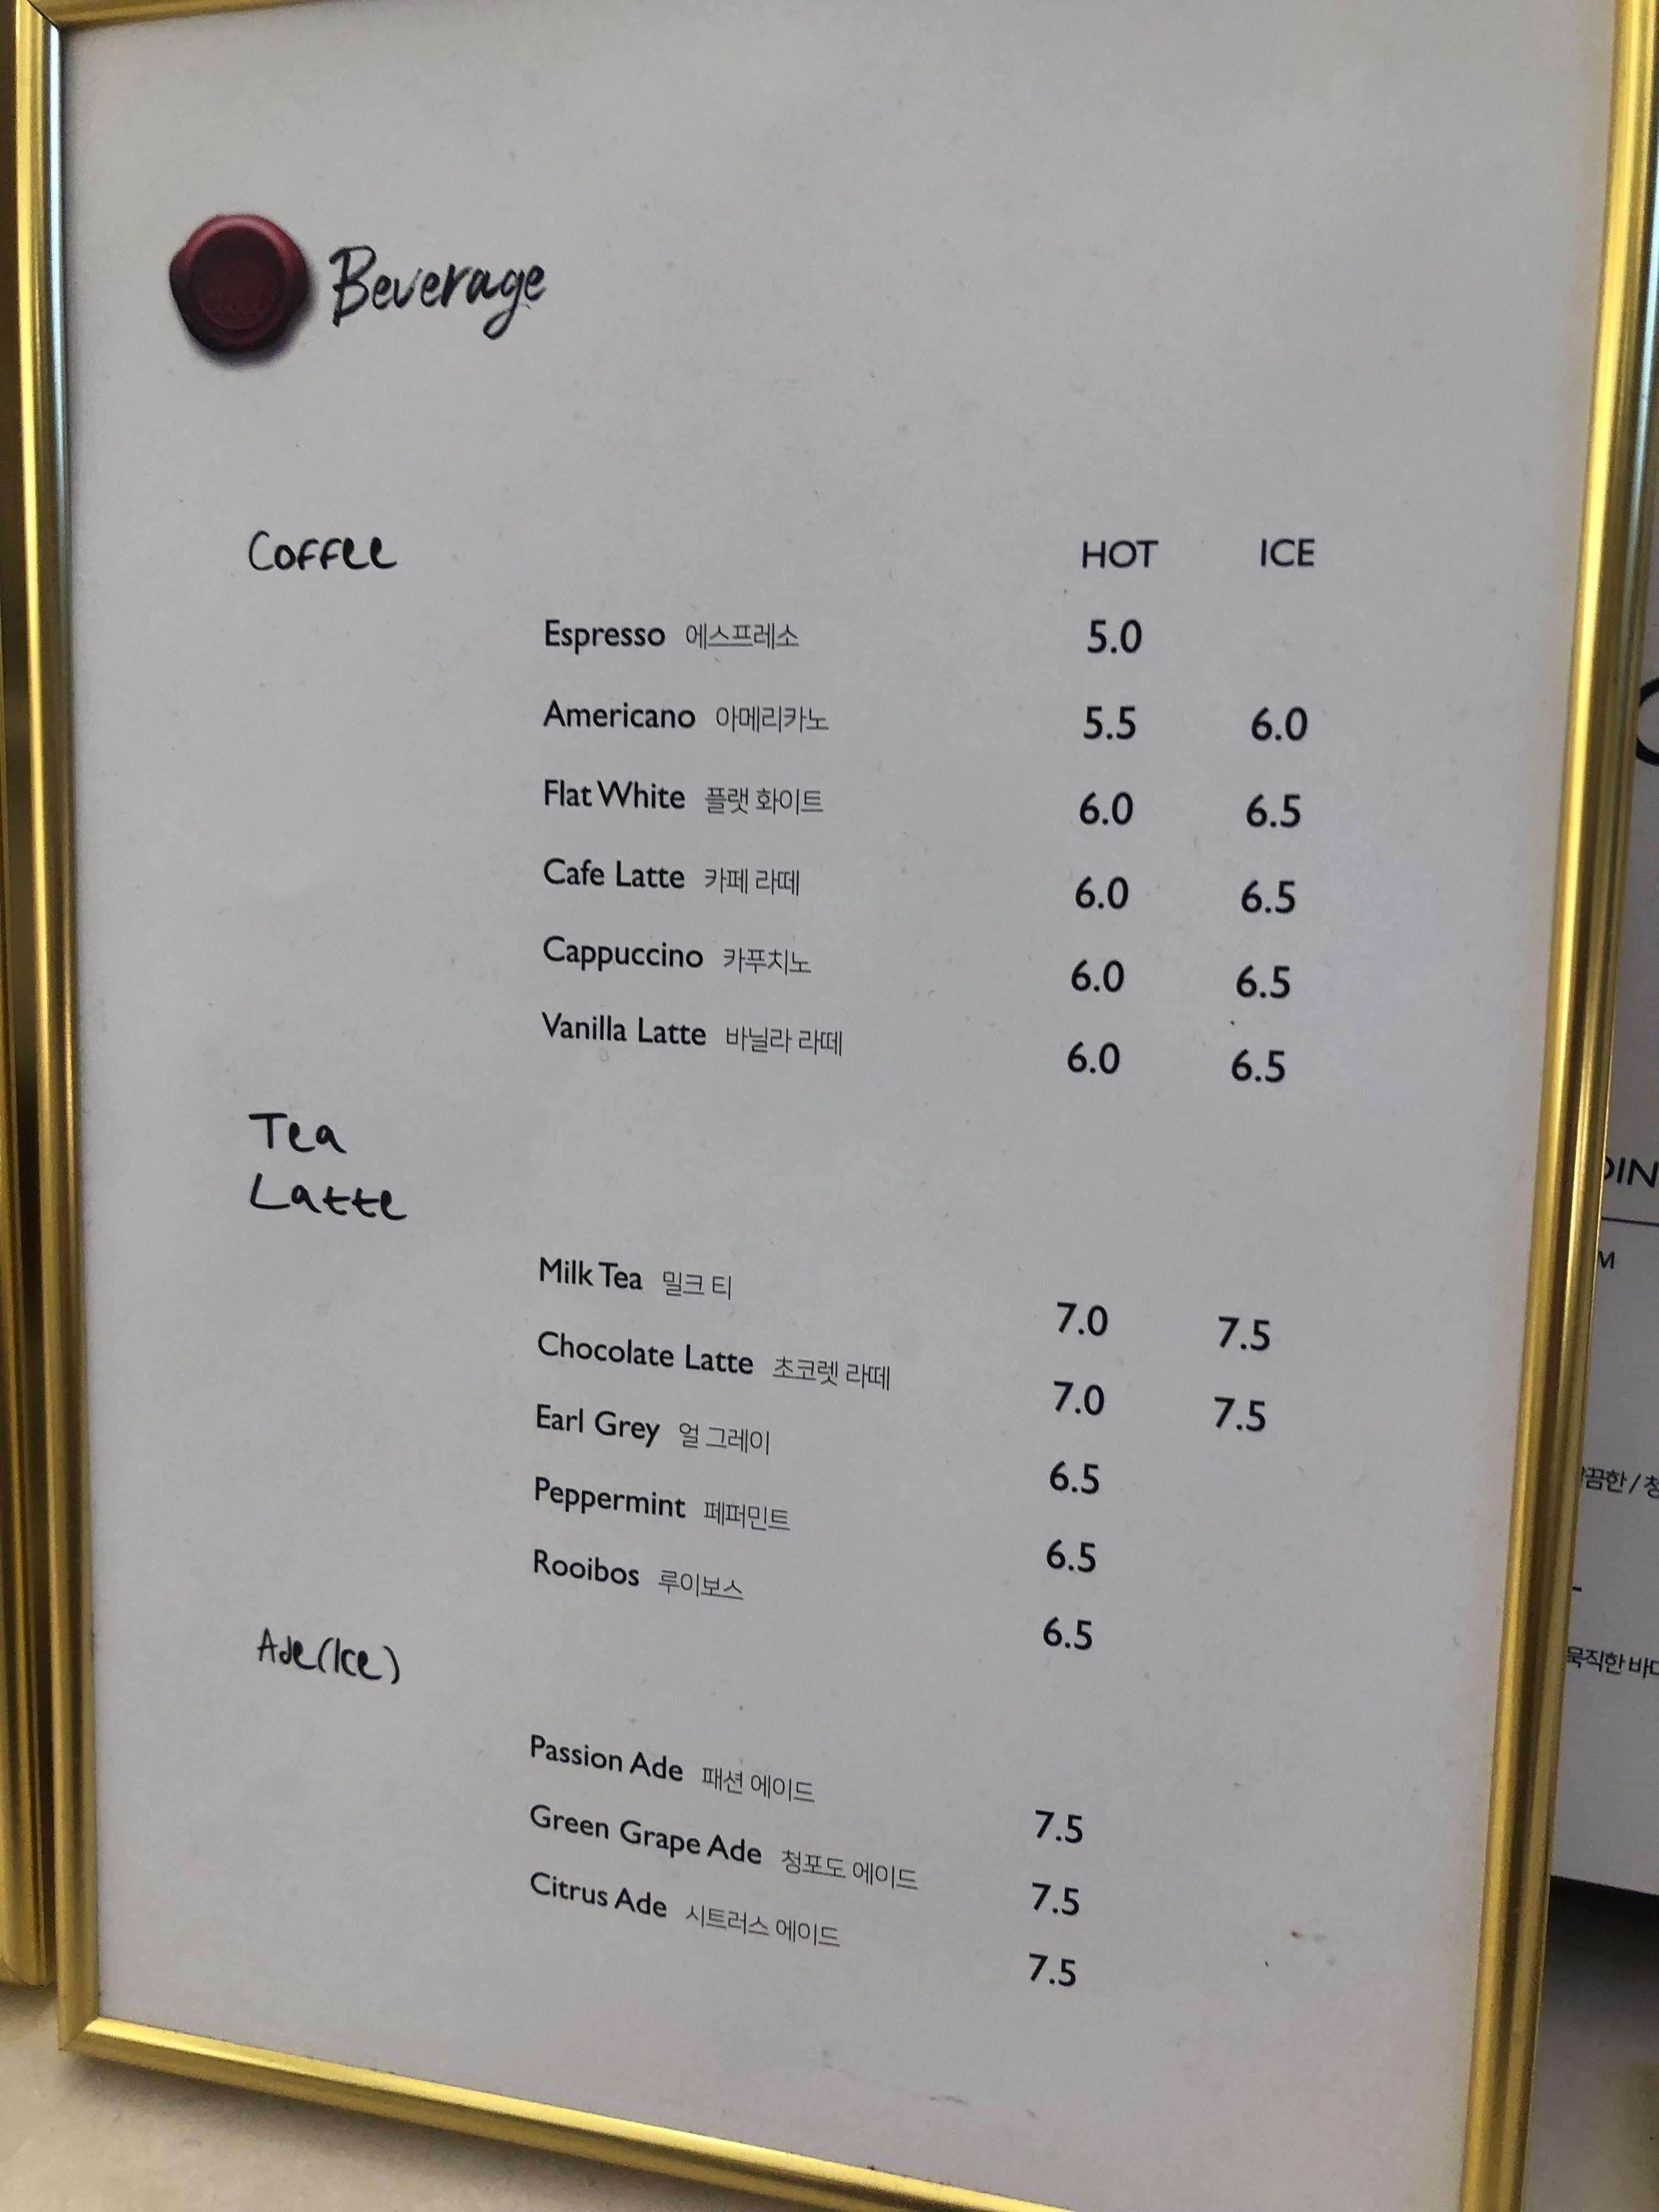 Beverage
Coffee HOT ICE
Espresso 에스프레소 5.0
Americano 아메리카노 5.5 6.0
Flat White 플랫 화이트 6.0 6.5
Cafe Latte 카페 라떼 6.0 6.5
Cappuccino 카푸치노 6.0 6.5
Vanilla Latte 바닐라 라떼 6.0 6.5
Tea
Latte
Milk Tea 밀크 티 7.0 7.5
Chocolate Latte 초코렛 라떼 7.0 7.5
Earl Grey 얼 그레이 6.5
Peppermint 페퍼민트 6.5
Rooibos 루이보스 6.5
Ade(Ice)
Passion Ade 패션 에이드 7.5
Green Grape Ade 청포도 에이드 7.5
Citrus Ade 시트러스 에이드 7.5